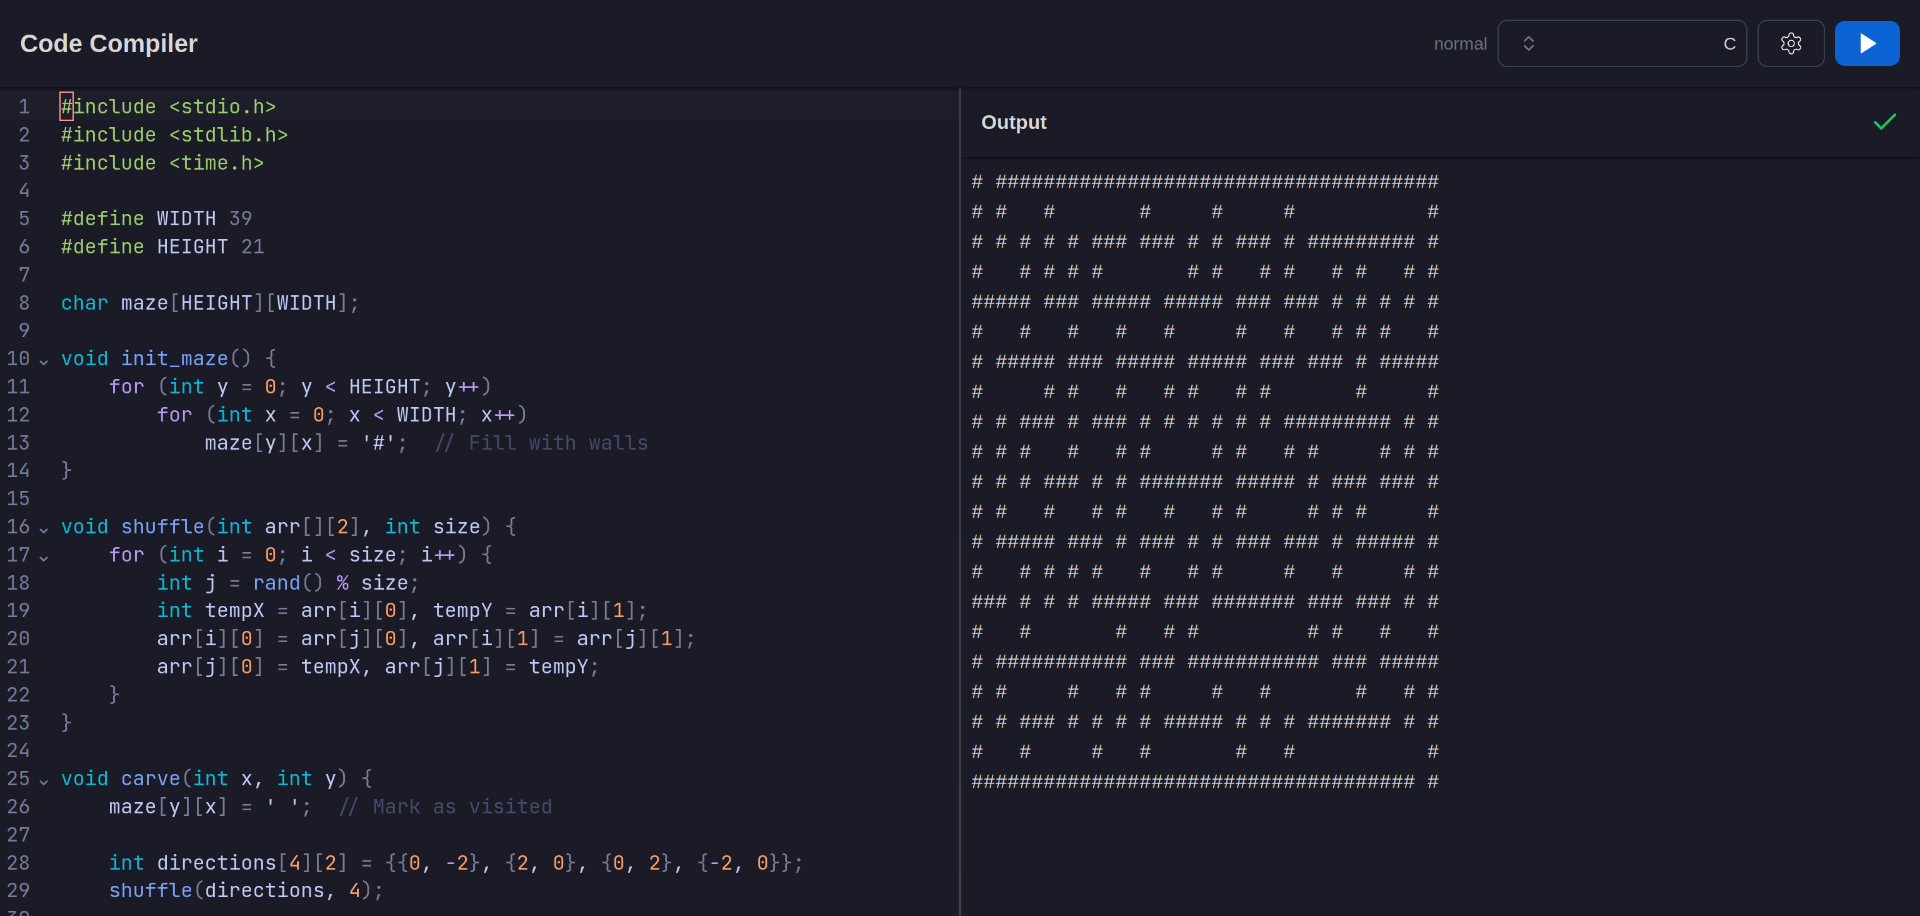 Code Compiler
normal
C
1 #include <stdio.h>
2 #include <stdlib.h>
3 #include <time.h>
4
5 #define WIDTH 39
6 #define HEIGHT 21
7
8 char maze[HEIGHT][WIDTH];
9
10 void init_maze() {
11     for (int y = 0; y < HEIGHT; y++)
12         for (int x = 0; x < WIDTH; x++)
13             maze[y][x] = '#';  // Fill with walls
14 }
15
16 void shuffle(int arr[][2], int size) {
17     for (int i = 0; i < size; i++) {
18         int j = rand() % size;
19         int tempX = arr[i][0], tempY = arr[i][1];
20         arr[i][0] = arr[j][0], arr[i][1] = arr[j][1];
21         arr[j][0] = tempX, arr[j][1] = tempY;
22     }
23 }
24
25 void carve(int x, int y) {
26     maze[y][x] = ' ';  // Mark as visited
27
28     int directions[4][2] = {{0, -2}, {2, 0}, {0, 2}, {-2, 0}};
29     shuffle(directions, 4);
Output
# #####################################
# #   #       #     #     #           #
# # # # # ### ### # # ### # ######### #
#   # # # #       # #   # #   # #   # #
##### ### ##### ##### ### ### # # # # #
#   #   #   #   #     #   #   # # #   #
# ##### ### ##### ##### ### ### # #####
#     # #   #   # #   # #       #     #
# # ### # ### # # # # # # ######### # #
# # #   #   # #     # #   # #     # # #
# # # ### # # ####### ##### # ### ### #
# #   #   # #   #   # #     # # #     #
# ##### ### # ### # # ### ### # ##### #
#   # # # #   #   # #     #   #     # #
### # # # ##### ### ####### ### ### # #
#   #       #   # #         # #   #   #
# ########### ### ########### ### #####
# #     #   # #     #   #       #   # #
# # ### # # # # ##### # # # ####### # #
#   #     #   #       #   #           #
##################################### #